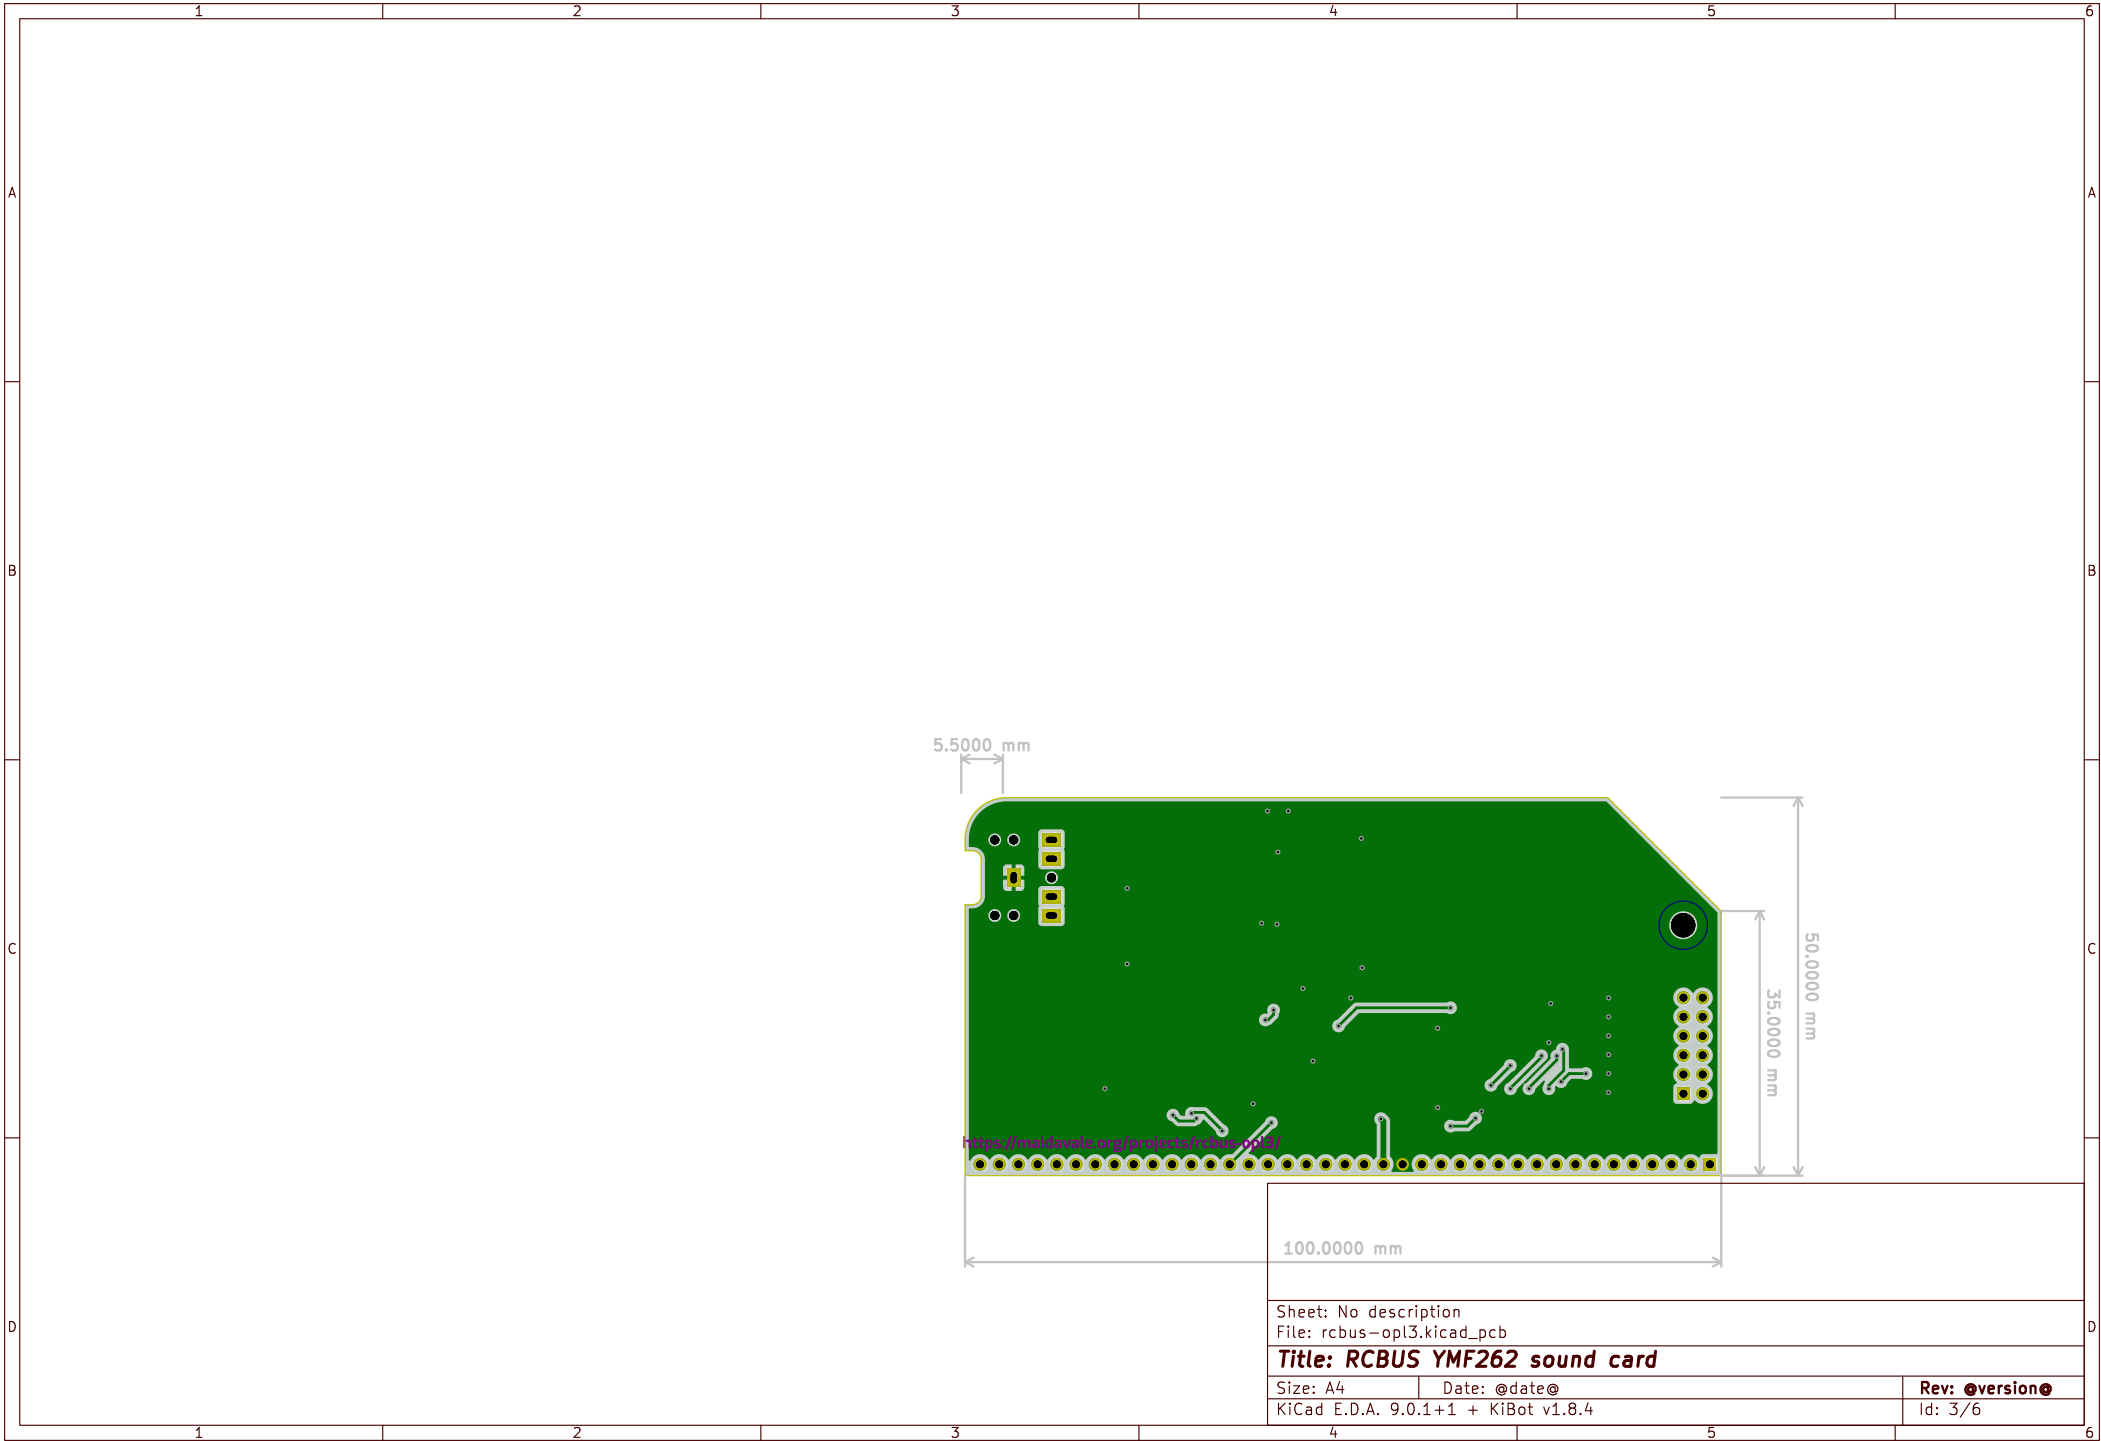 1 2 3 4 5 6
A A
B B
5.5000 mm
C C
50.0000 mm
35.0000 mm
https://maidavale.org/projects/rcbus-opl3/
100.0000 mm
Sheet: No description
D D
File: rcbus-opl3.kicad_pcb
Title: RCBUS YMF262 sound card
Size: A4 Date: @date@ Rev: @version@
KiCad E.D.A. 9.0.1+1 + KiBot v1.8.4 Id: 3/6
1 2 3 4 5 6